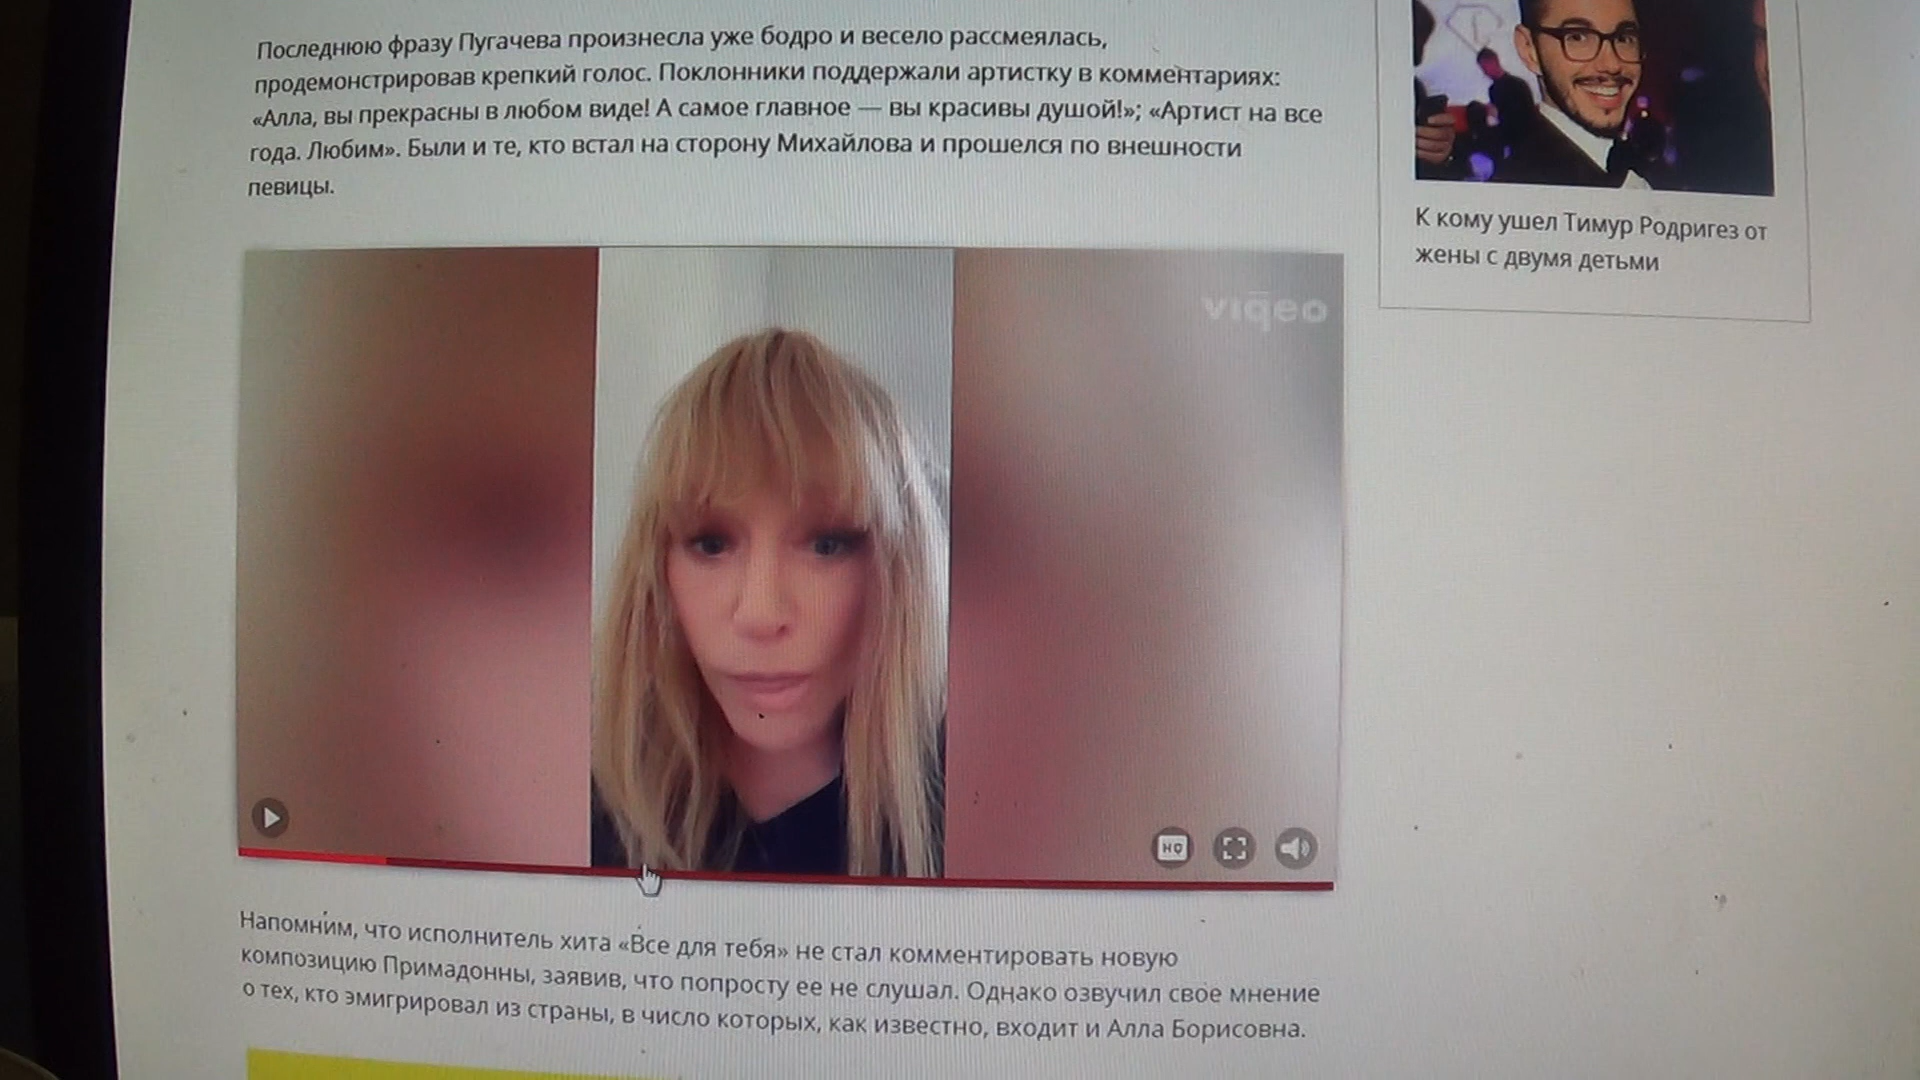 Последнюю фразу Пугачева произнесла уже бодро и весело рассмеялась,
продемонстрировав крепкий голос. Поклонники поддержали артистку в комментариях:
«Алла, вы прекрасны в любом виде! А самое главное — вы красивы душой!»; «Артист на все
года. Любим». Были и те, кто встал на сторону Михайлова и прошелся по внешности
певицы.
К кому ушел Тимур Родригез от
жены с двумя детьми
viqeo
HQ
Напомним, что исполнитель хита «Все для тебя» не стал комментировать новую
композицию Примадонны, заявив, что попросту ее не слушал. Однако озвучил свое мнение
о тех, кто эмигрировал из страны, в число которых, как известно, входит и Алла Борисовна.